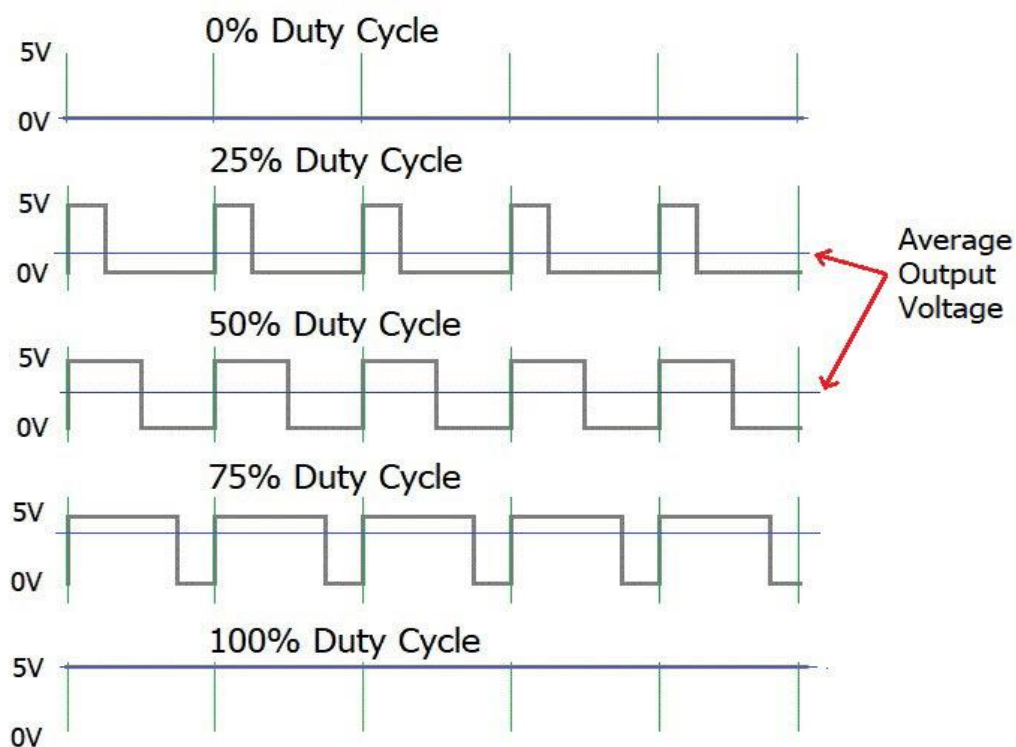 0% Duty Cycle
5V
0V
25% Duty Cycle
5V
0V
Average
Output
Voltage
50% Duty Cycle
5V
0V
75% Duty Cycle
5V
0V
100% Duty Cycle
5V
0V